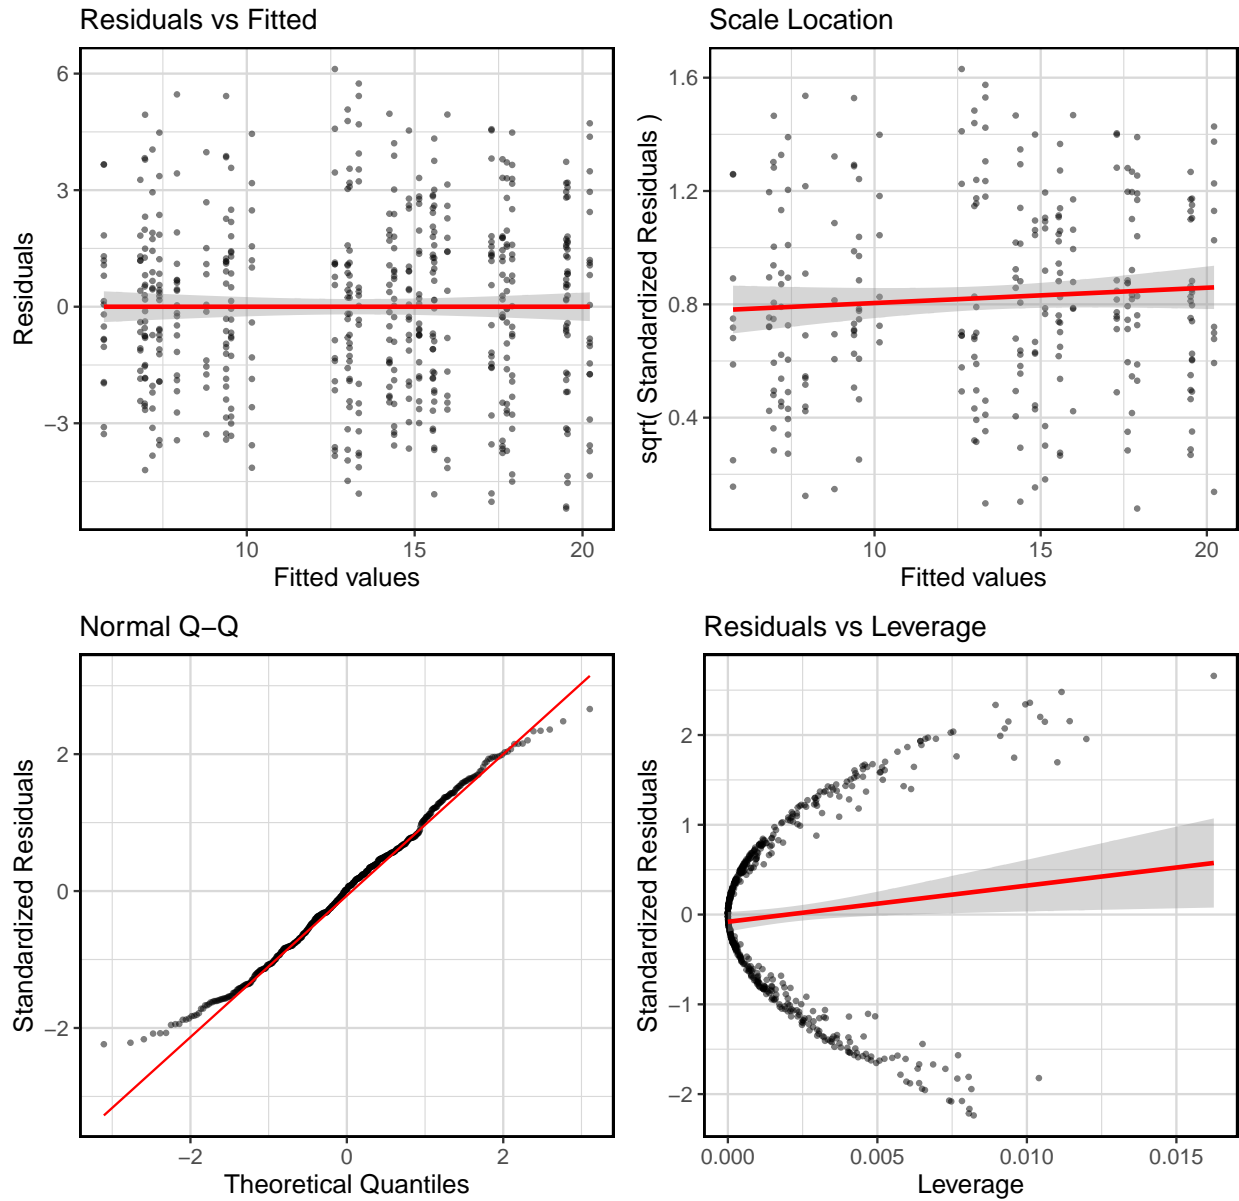 Residuals vs Fitted
Residuals
6
3
0
−3
10 15 20
Fitted values
Scale Location
sqrt( Standardized Residuals )
1.6
1.2
0.8
0.4
10 15 20
Fitted values
Normal Q−Q
Standardized Residuals
2
0
−2
−2 0 2
Theoretical Quantiles
Residuals vs Leverage
Standardized Residuals
2
1
0
−1
−2
0.000 0.005 0.010 0.015
Leverage